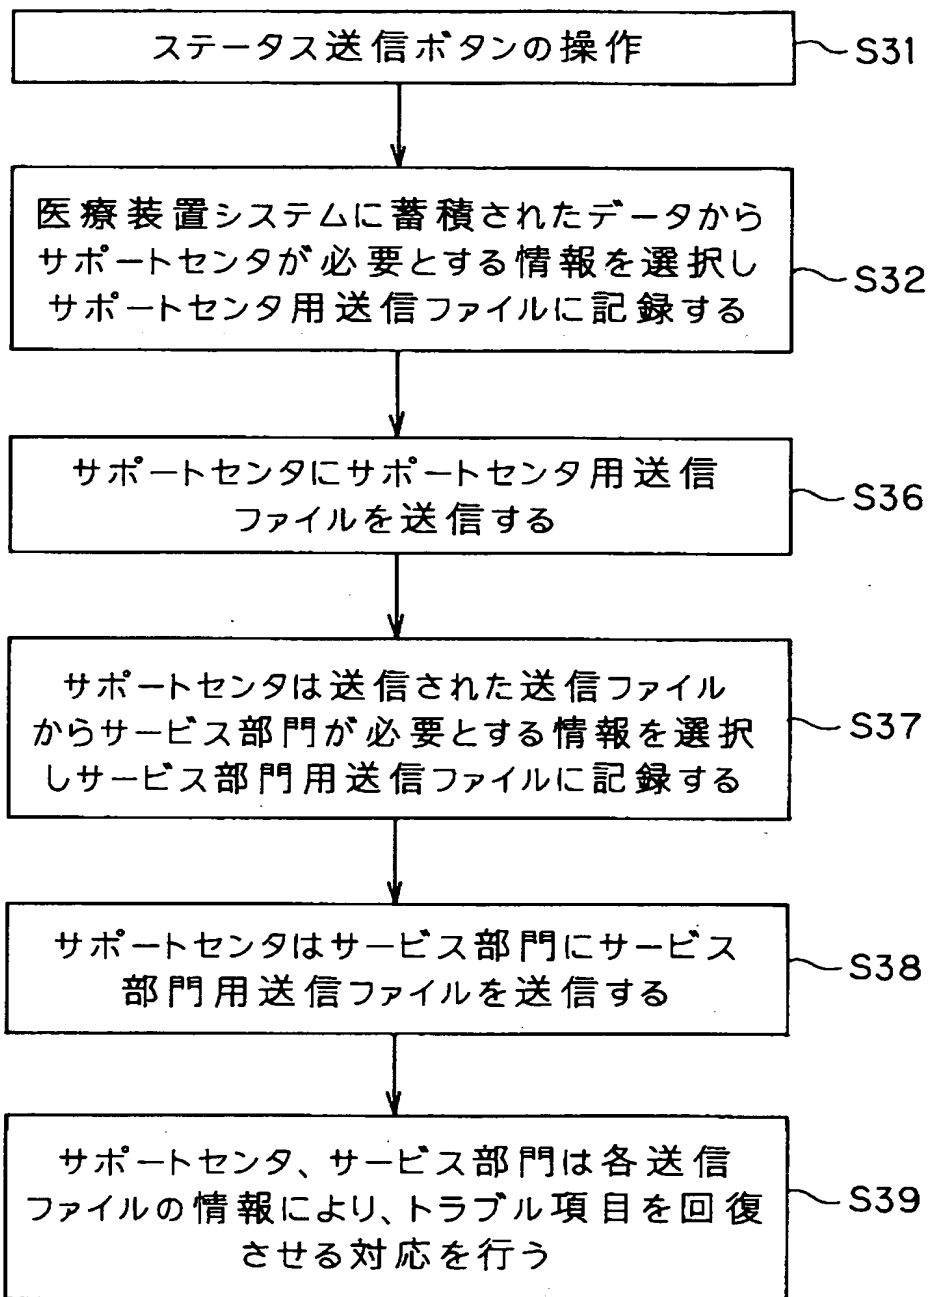 ステータス送信ボタンの操作
S31
医療装置システムに蓄積されたデータから
サポートセンタが必要とする情報を選択し
サポートセンタ用送信ファイルに記録する
S32
サポートセンタにサポートセンタ用送信
ファイルを送信する
S36
サポートセンタは送信された送信ファイル
からサービス部門が必要とする情報を選択
しサービス部門用送信ファイルに記録する
S37
サポートセンタはサービス部門にサービス
部門用送信ファイルを送信する
S38
サポートセンタ、サービス部門は各送信
ファイルの情報により、トラブル項目を回復
させる対応を行う
S39